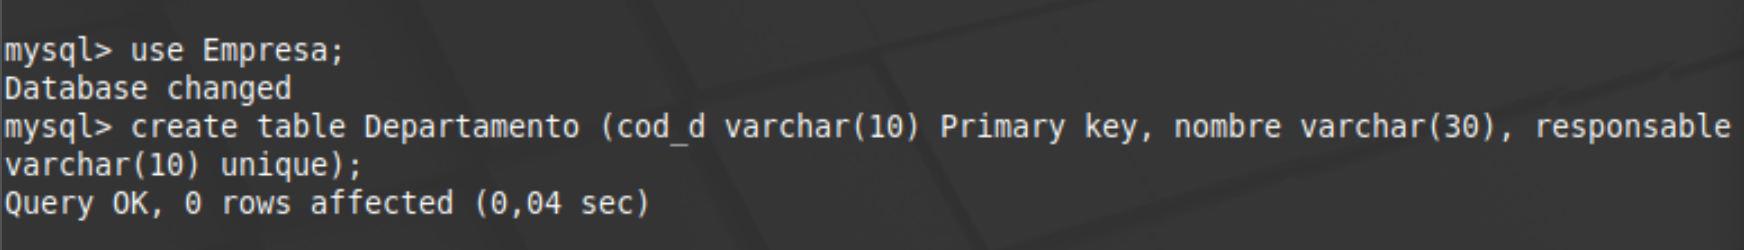 mysql> use Empresa;
Database changed
mysql> create table Departamento (cod_d varchar(10) Primary key, nombre varchar(30), responsable
varchar(10) unique);
Query OK, 0 rows affected (0,04 sec)